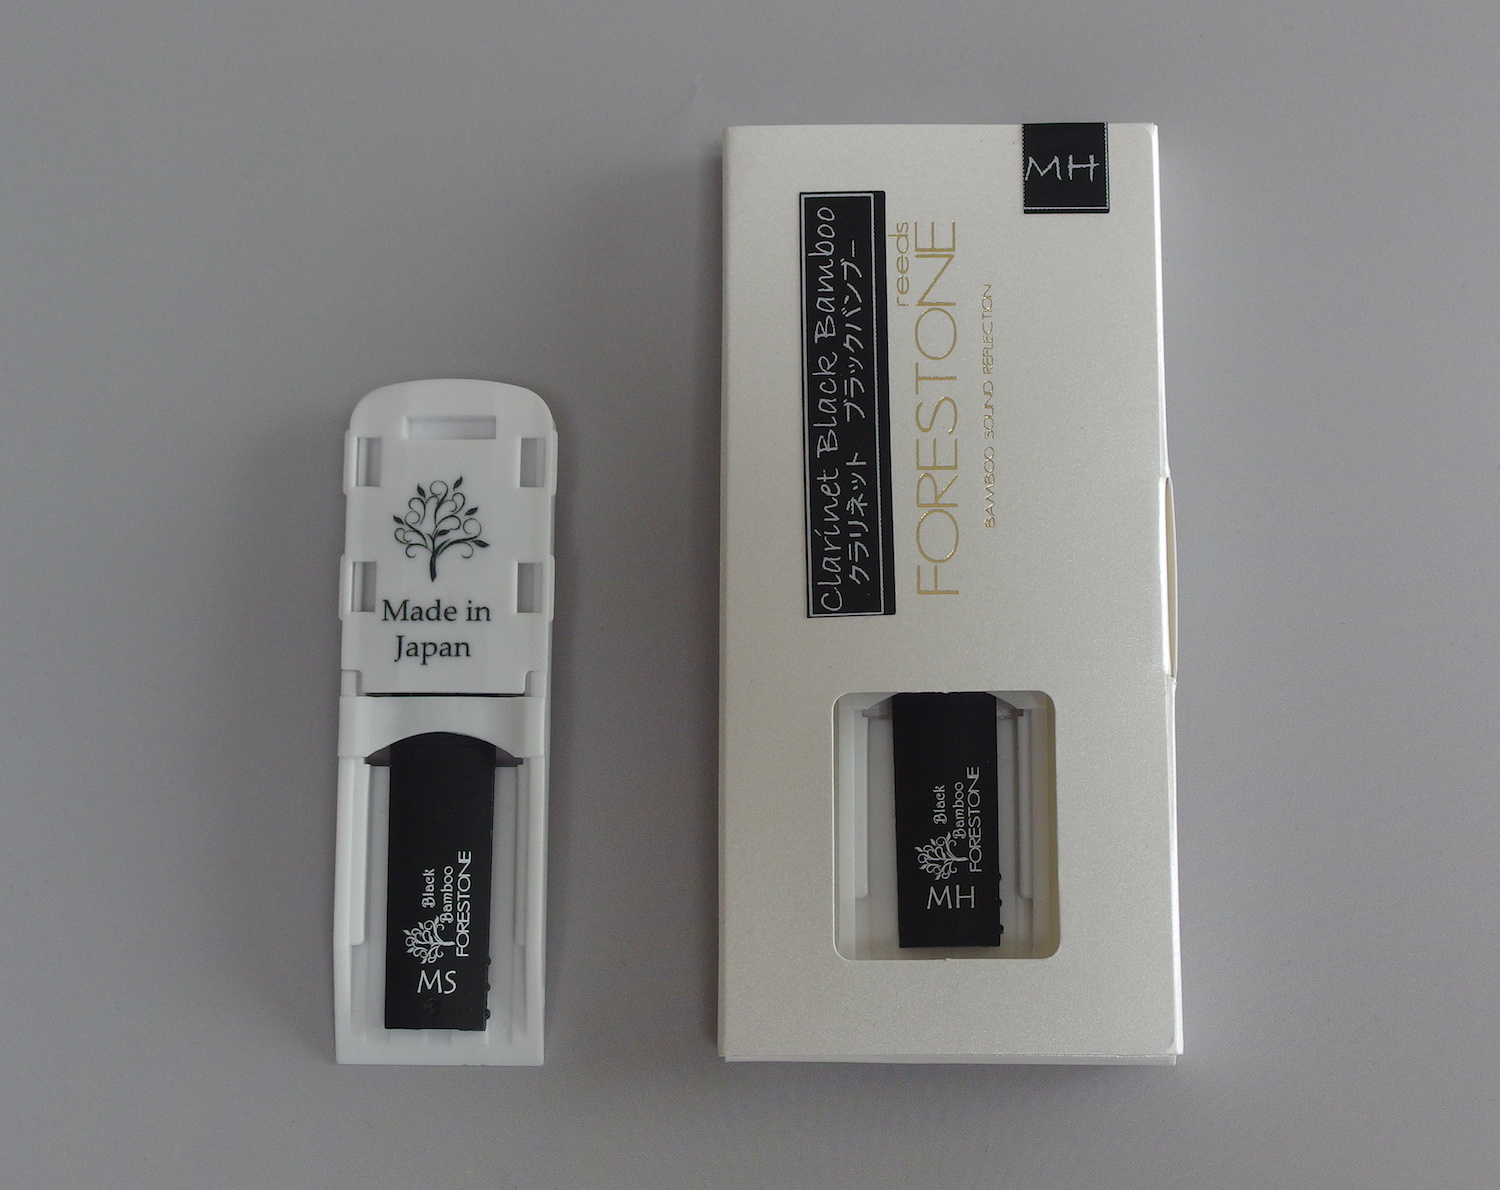 Made in
Japan
Black
Bamboo
FORESTONE
MS
MH
Clarinet Black Bamboo
クラリネット ブラックバンブー
reeds
FORESTONE
BAMBOO SOUND REFLECTION
Black
Bamboo
FORESTONE
MH